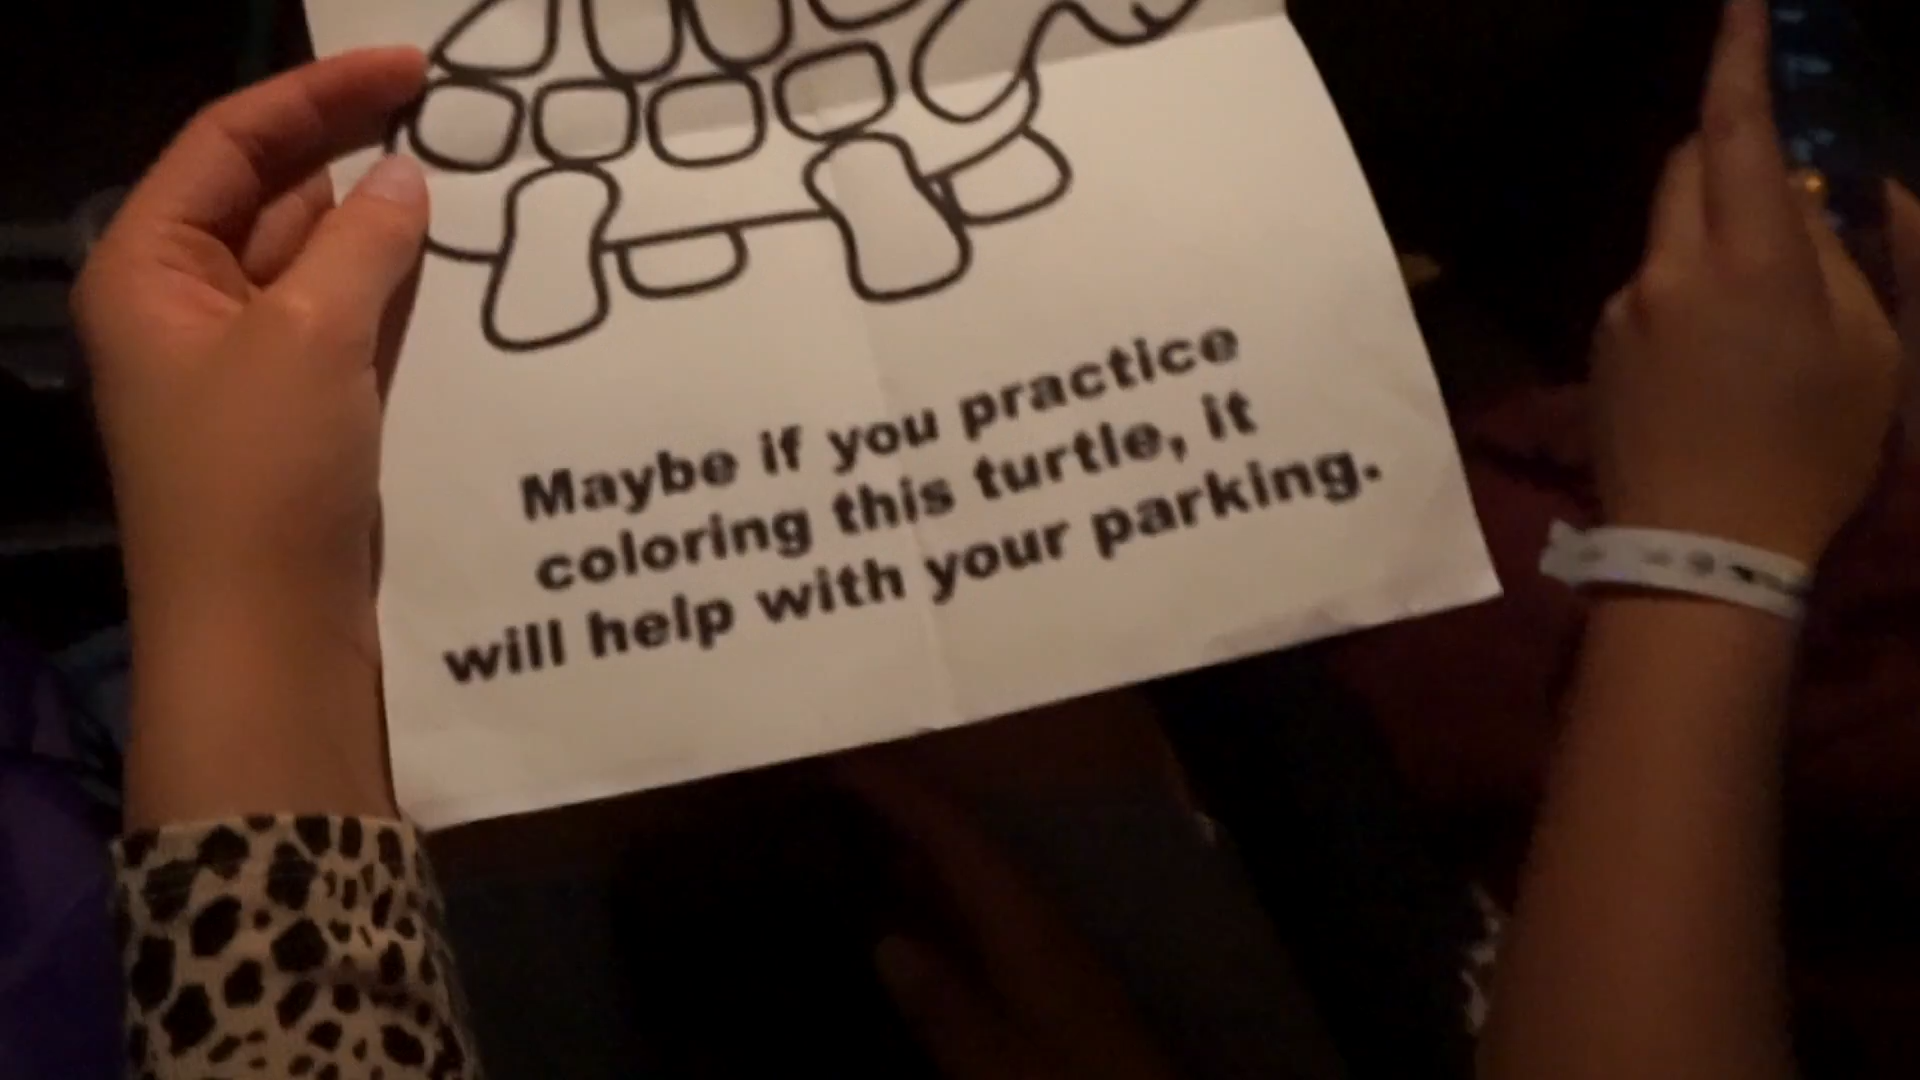 Maybe if you practice
coloring this turtle, it
will help with your parking.